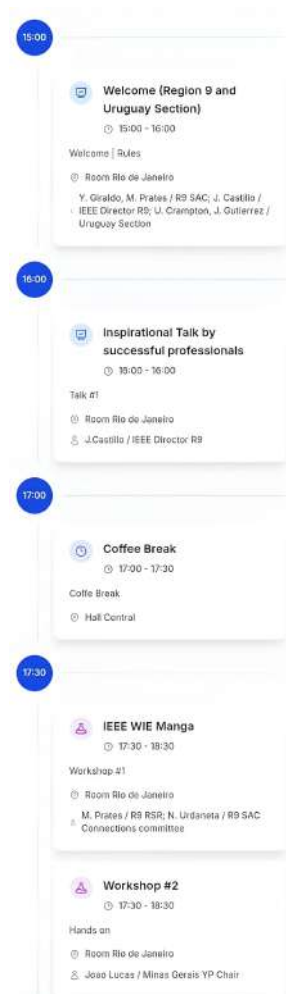 15:00
Welcome (Region 9 and
Uruguay Section)
15:00 - 16:00
Welcome | Rules
Room Rio de Janeiro
Y. Giraldo, M. Prates / R9 SAC; J. Castillo /
IEEE Director R9; U. Crampton, J. Gutierrez /
Uruguay Section
16:00
Inspirational Talk by
successful professionals
16:00 - 16:00
Talk #1
Room Rio de Janeiro
J.Castillo / IEEE Director R9
17:00
Coffee Break
17:00 - 17:30
Coffe Break
Hall Central
17:30
IEEE WIE Manga
17:30 - 18:30
Workshop #1
Room Rio de Janeiro
M. Prates / R9 RSR; N. Urdaneta / R9 SAC
Connections committee
Workshop #2
17:30 - 18:30
Hands on
Room Rio de Janeiro
Joao Lucas / Minas Gerais YP Chair